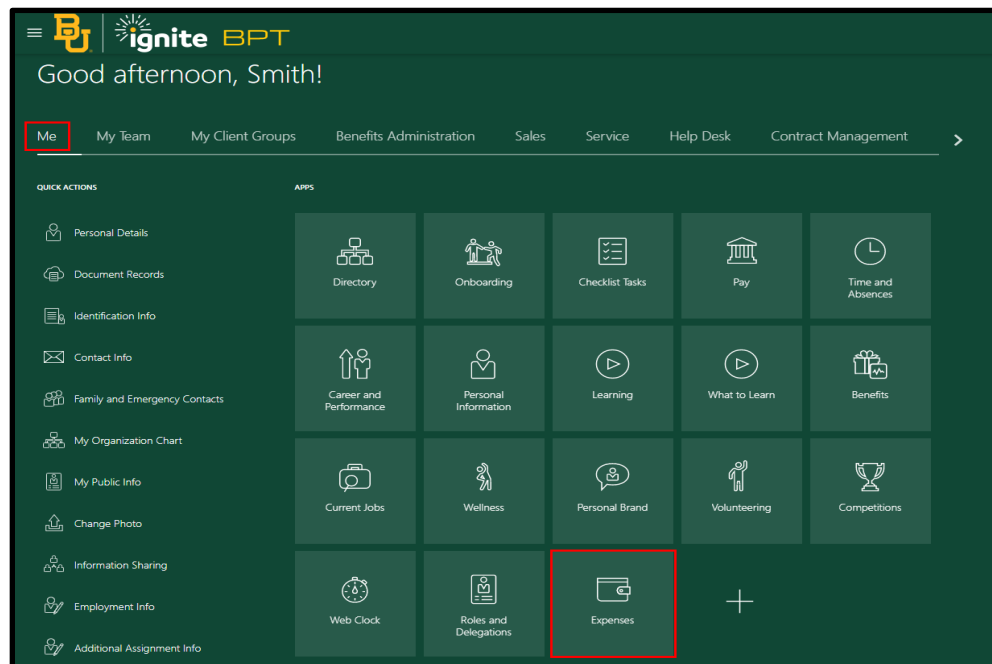 BU ignite BPT
Good afternoon, Smith!
Me My Team My Client Groups Benefits Administration Sales Service Help Desk Contract Management
QUICK ACTIONS
Personal Details
Document Records
Identification Info
Contact Info
Family and Emergency Contacts
My Organization Chart
My Public Info
Change Photo
Information Sharing
Employment Info
Additional Assignment Info
APPS
Directory
Onboarding
Checklist Tasks
Pay
Time and
Absences
Career and
Performance
Personal
Information
Learning
What to Learn
Benefits
Current Jobs
Wellness
Personal Brand
Volunteering
Competitions
Web Clock
Roles and
Delegations
Expenses